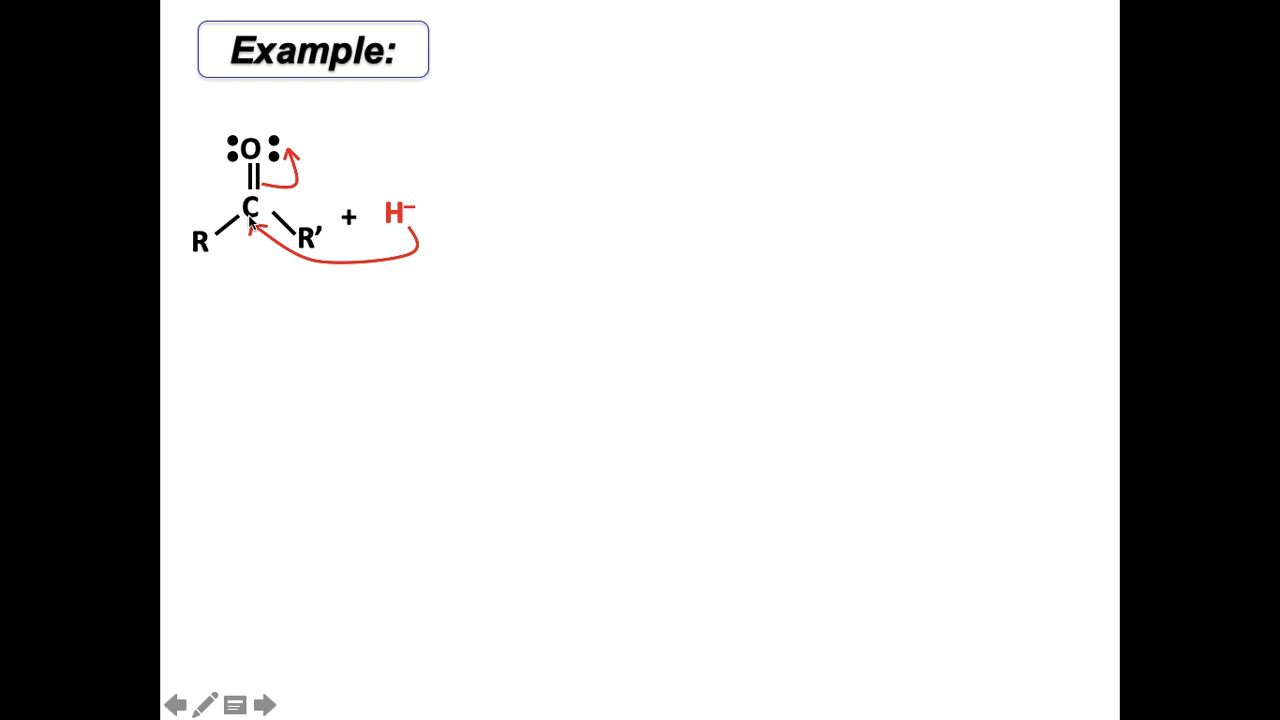 Example:
:O:
||
C
R R’ + H⁻